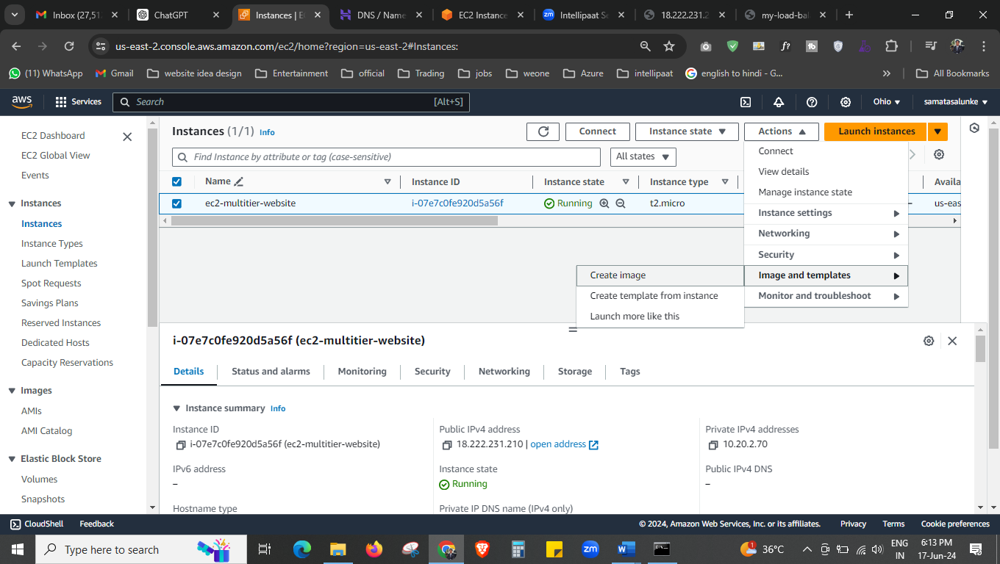 Inbox (27,51
ChatGPT
Instances | EC
DNS / Name
EC2 Instance
Intellipaat Se
18.222.231.2
my-load-bal
us-east-2.console.aws.amazon.com/ec2/home?region=us-east-2#Instances:
f?
tb
(11) WhatsApp
Gmail
website idea design
Entertainment
official
Trading
jobs
weone
Azure
intellipaat
english to hindi - G...
»
All Bookmarks
aws
Services
Search
[Alt+S]
Ohio
samatasalunke
EC2 Dashboard
EC2 Global View
Events
Instances
Instances
Instance Types
Launch Templates
Spot Requests
Savings Plans
Reserved Instances
Dedicated Hosts
Capacity Reservations
Images
AMIs
AMI Catalog
Elastic Block Store
Volumes
Snapshots
Instances (1/1) Info
Connect
Instance state
Actions
Launch instances
Find Instance by attribute or tag (case-sensitive)
All states
Name
Instance ID
Instance state
Instance type
Availa
ec2-multitier-website
i-07e7c0fe920d5a56f
Running
t2.micro
us-eas
Connect
View details
Manage instance state
Instance settings
Networking
Security
Image and templates
Monitor and troubleshoot
Create image
Create template from instance
Launch more like this
i-07e7c0fe920d5a56f (ec2-multitier-website)
Details
Status and alarms
Monitoring
Security
Networking
Storage
Tags
Instance summary Info
Instance ID
i-07e7c0fe920d5a56f (ec2-multitier-website)
Public IPv4 address
18.222.231.210 | open address
Private IPv4 addresses
10.20.2.70
IPv6 address
–
Instance state
Running
Public IPv4 DNS
–
Hostname type
Private IP DNS name (IPv4 only)
CloudShell
Feedback
© 2024, Amazon Web Services, Inc. or its affiliates.
Privacy
Terms
Cookie preferences
Type here to search
zm
1
36°C
ENG
IN
6:13 PM
17-Jun-24